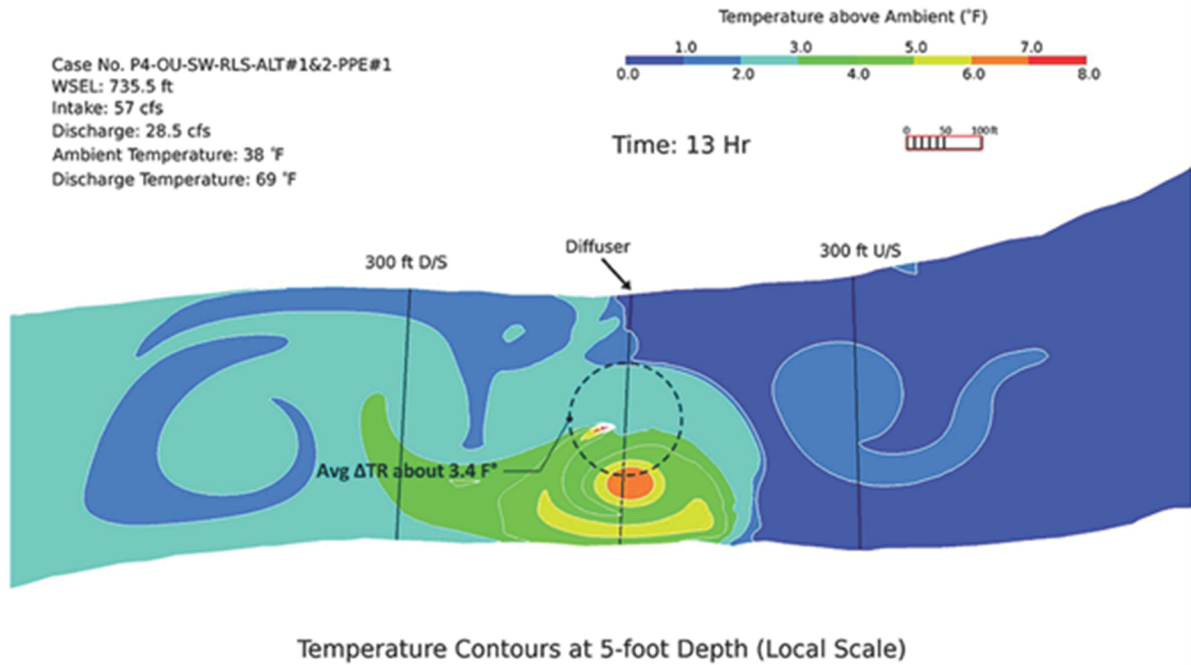 Temperature above Ambient (°F)
1.0 3.0 5.0 7.0
0.0 2.0 4.0 6.0 8.0
Case No. P4-OU-SW-RLS-ALT#1&2-PPE#1
WSEL: 735.5 ft
Intake: 57 cfs
Discharge: 28.5 cfs
Ambient Temperature: 38 °F
Discharge Temperature: 69 °F
Time: 13 Hr
0 50 100ft
300 ft D/S
Diffuser
300 ft U/S
Avg ΔTR about 3.4 F°
Temperature Contours at 5-foot Depth (Local Scale)